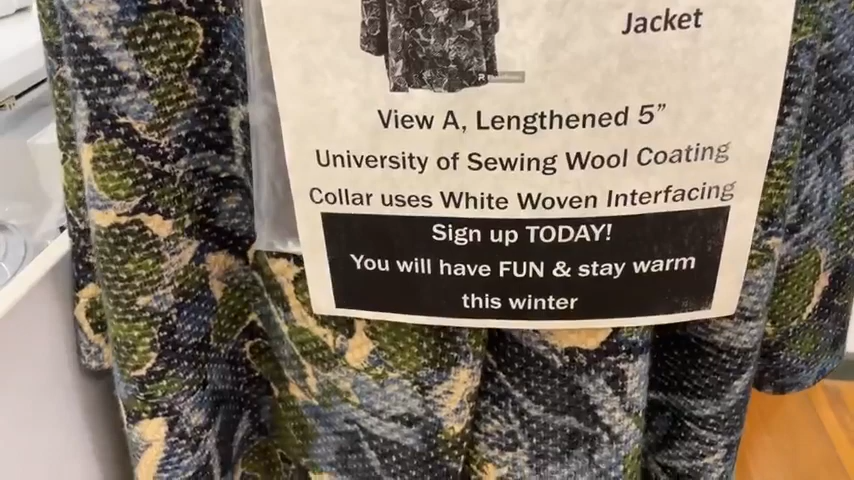 Jacket
View A, Lengthened 5”
University of Sewing Wool Coating
Collar uses White Woven Interfacing
Sign up TODAY!
You will have FUN & stay warm
this winter